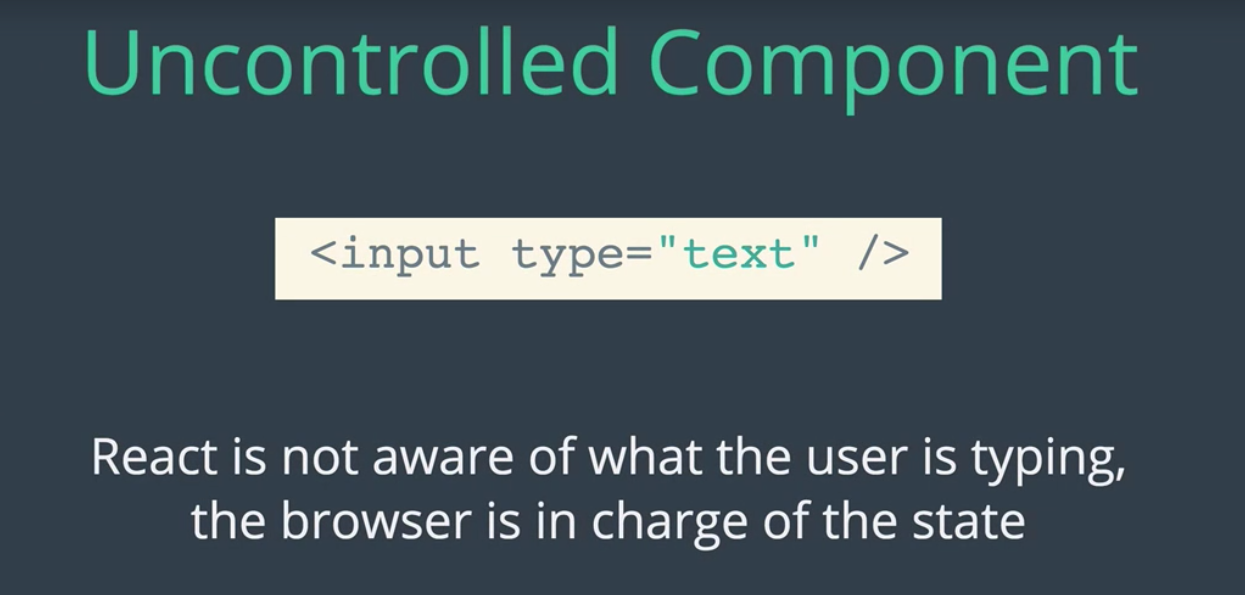 Uncontrolled Component
<input type="text" />
React is not aware of what the user is typing,
the browser is in charge of the state